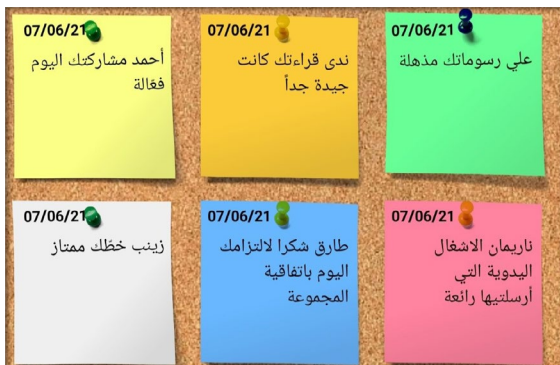 07/06/21
علي رسوماتك مذهلة
07/06/21
ندى قراءتك كانت
جيدة جداً
07/06/21
أحمد مشاركتك اليوم
فعّالة
07/06/21
ناريمان الاشغال
اليدوية التي
أرسلتيها رائعة
07/06/21
طارق شكرا لالتزامك
اليوم باتفاقية
المجموعة
07/06/21
زينب خطّك ممتاز